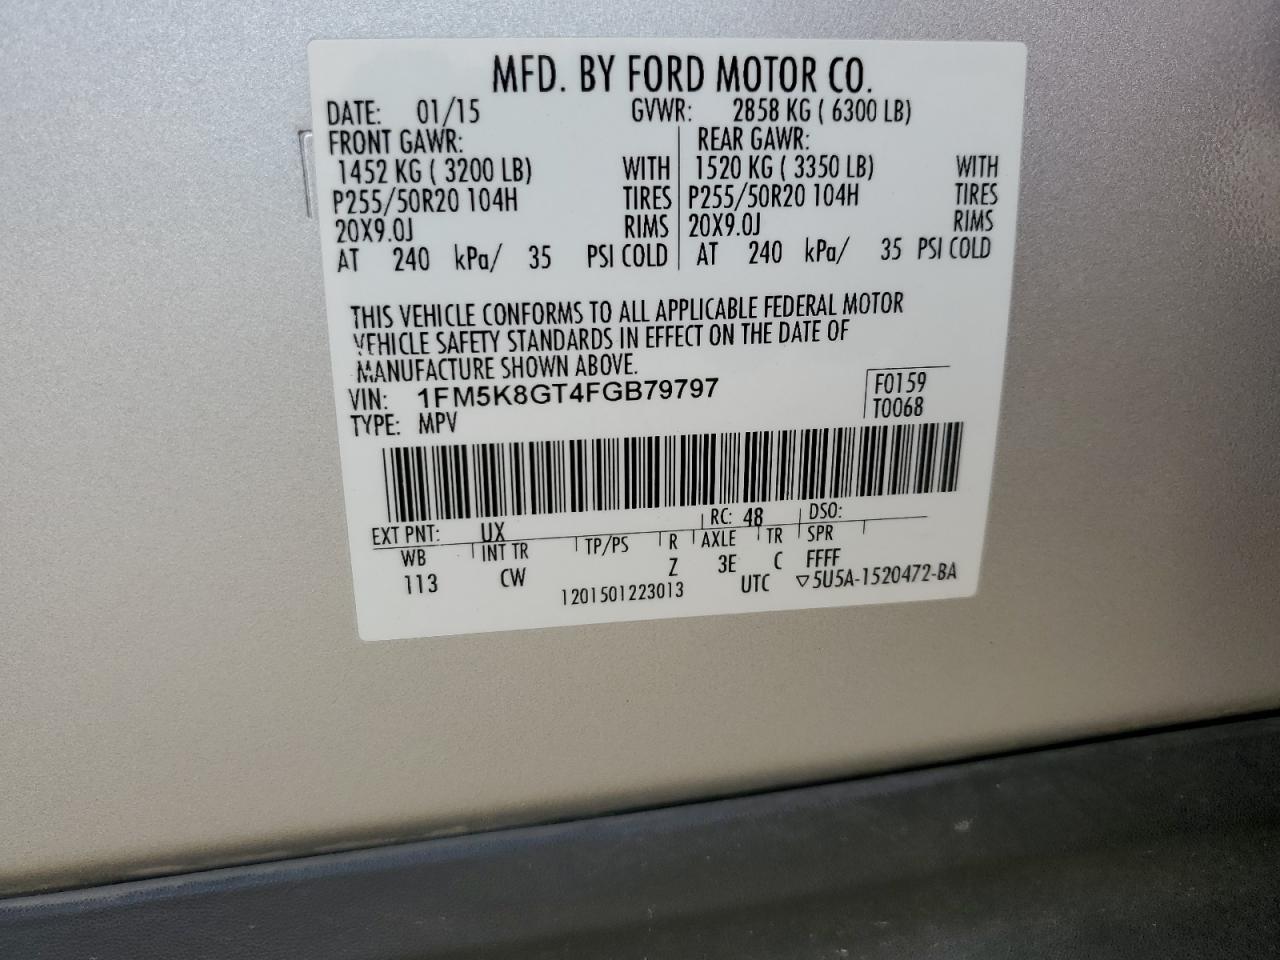 MFD. BY FORD MOTOR CO.
DATE: 01/15 GVWR: 2858 KG ( 6300 LB)
FRONT GAWR: REAR GAWR:
1452 KG ( 3200 LB) WITH 1520 KG ( 3350 LB) WITH
P255/50R20 104H TIRES P255/50R20 104H TIRES
20X9.0J RIMS 20X9.0J RIMS
AT 240 kPa/ 35 PSI COLD AT 240 kPa/ 35 PSI COLD
THIS VEHICLE CONFORMS TO ALL APPLICABLE FEDERAL MOTOR
VEHICLE SAFETY STANDARDS IN EFFECT ON THE DATE OF
MANUFACTURE SHOWN ABOVE.
VIN: 1FM5K8GT4FGB79797 F0159
TYPE: MPV T0068
EXT PNT: UX RC: 48 DSO:
WB INT TR TP/PS R AXLE TR SPR
113 CW Z 3E C FFFF
1201501223013 UTC ▽5U5A-1520472-BA